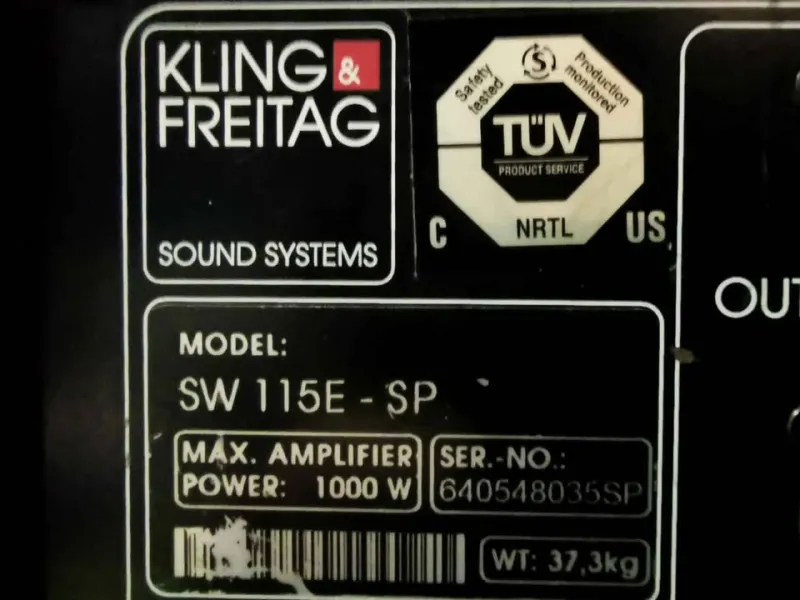 KLING &
FREITAG
SOUND SYSTEMS
Safety
tested
S
Production
monitored
TÜV
PRODUCT SERVICE
C
NRTL
US
OUT
MODEL:
SW 115E - SP
MAX. AMPLIFIER
POWER: 1000 W
SER.-NO.:
640548035SP
WT: 37,3kg